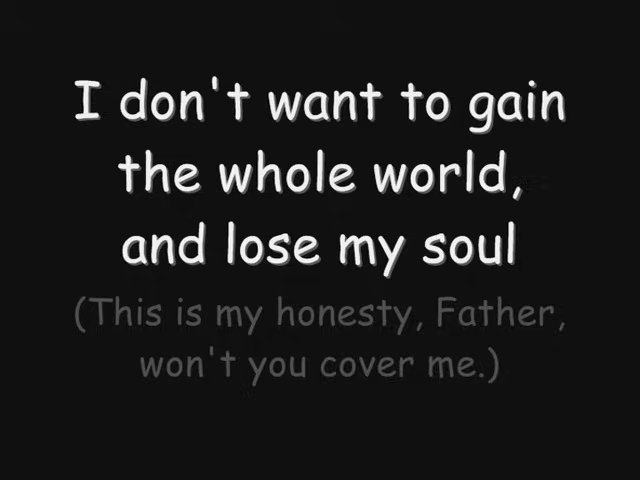 I don't want to gain
the whole world,
and lose my soul
(This is my honesty, Father,
won't you cover me.)